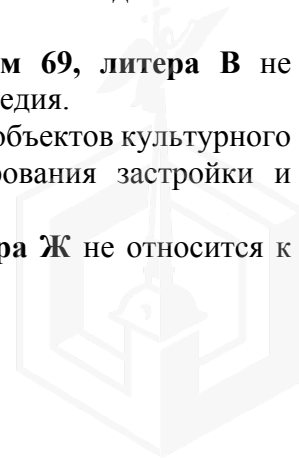 м 69, литера В не
едия.
объектов культурного
рования застройки и
ра Ж не относится к